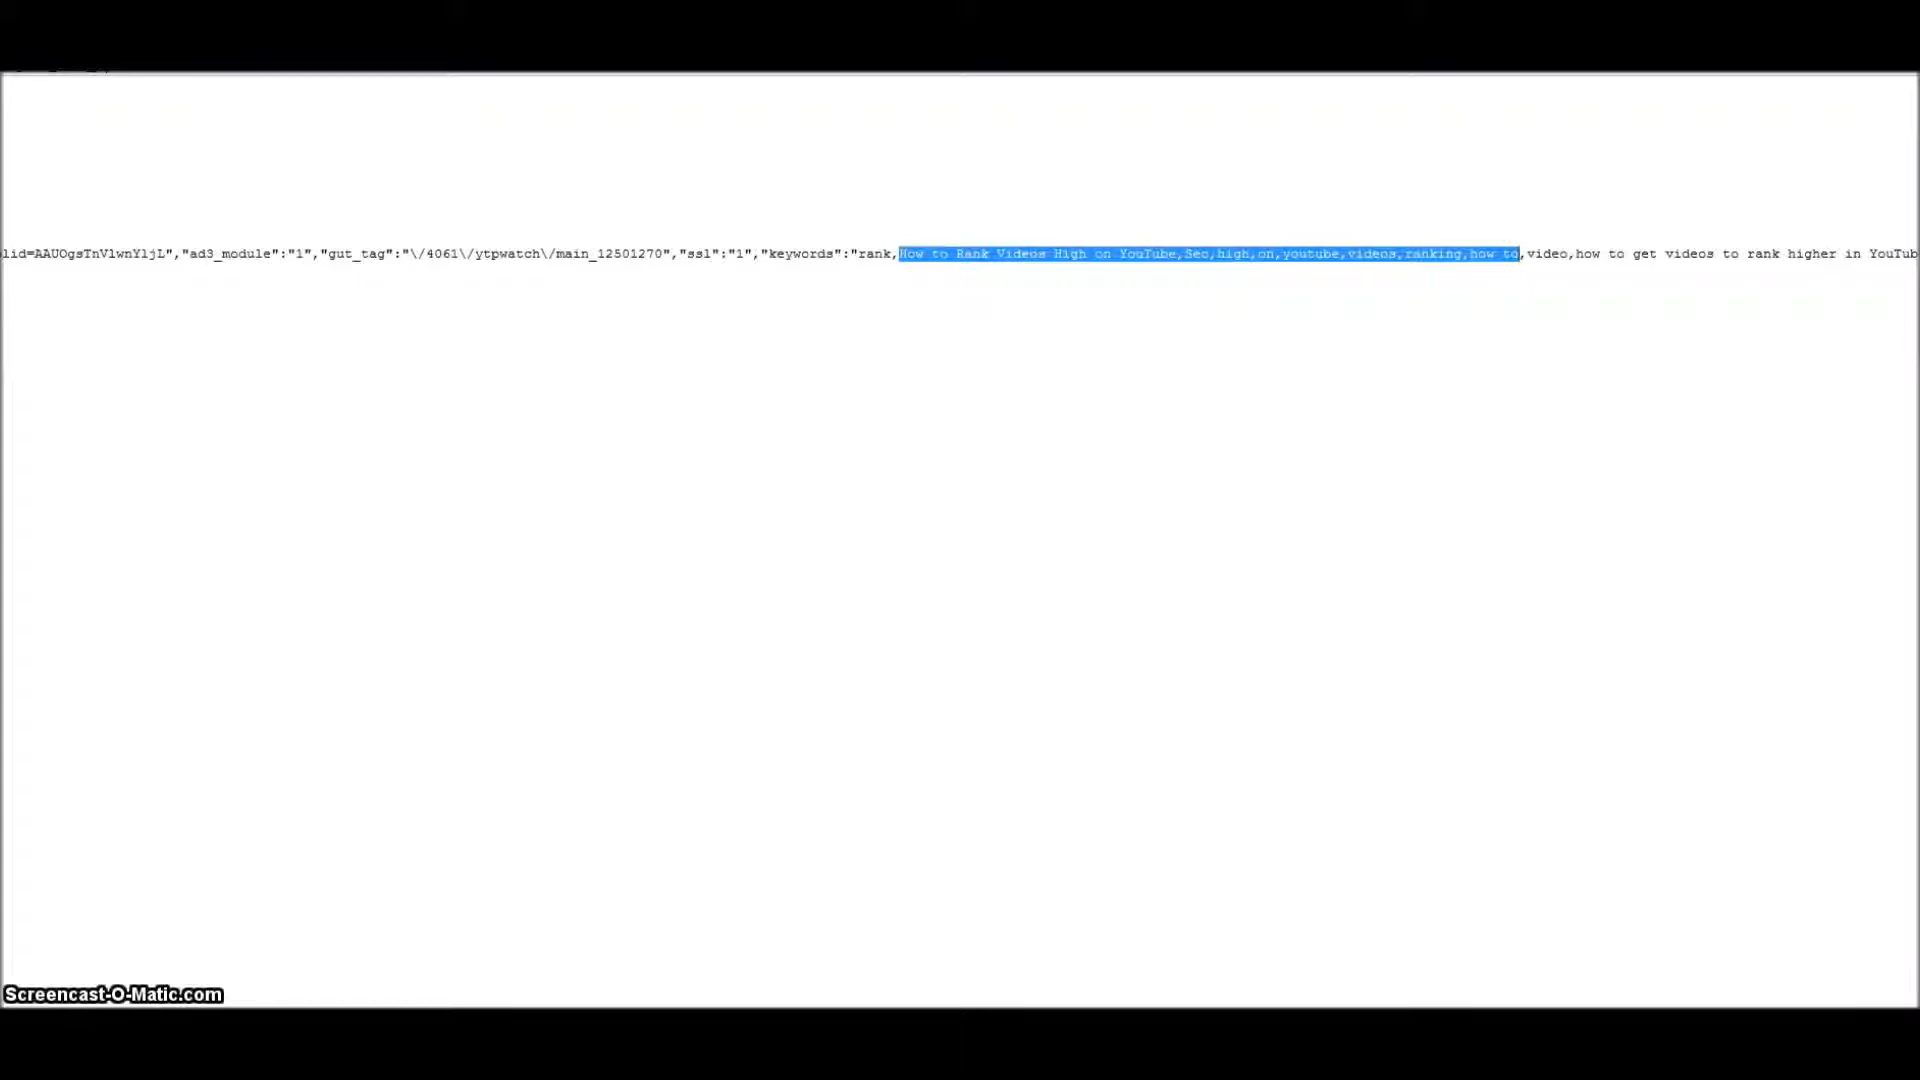 lid=AAUOgsTnVlwnYljL","ad3_module":"1","gut_tag":"\/4061\/ytpwatch\/main_12501270","ssl":"1","keywords":"rank,How to Rank Videos High on YouTube,Seo,high,on,youtube,videos,ranking,how to,video,how to get videos to rank higher in YouTub
Screencast-O-Matic.com